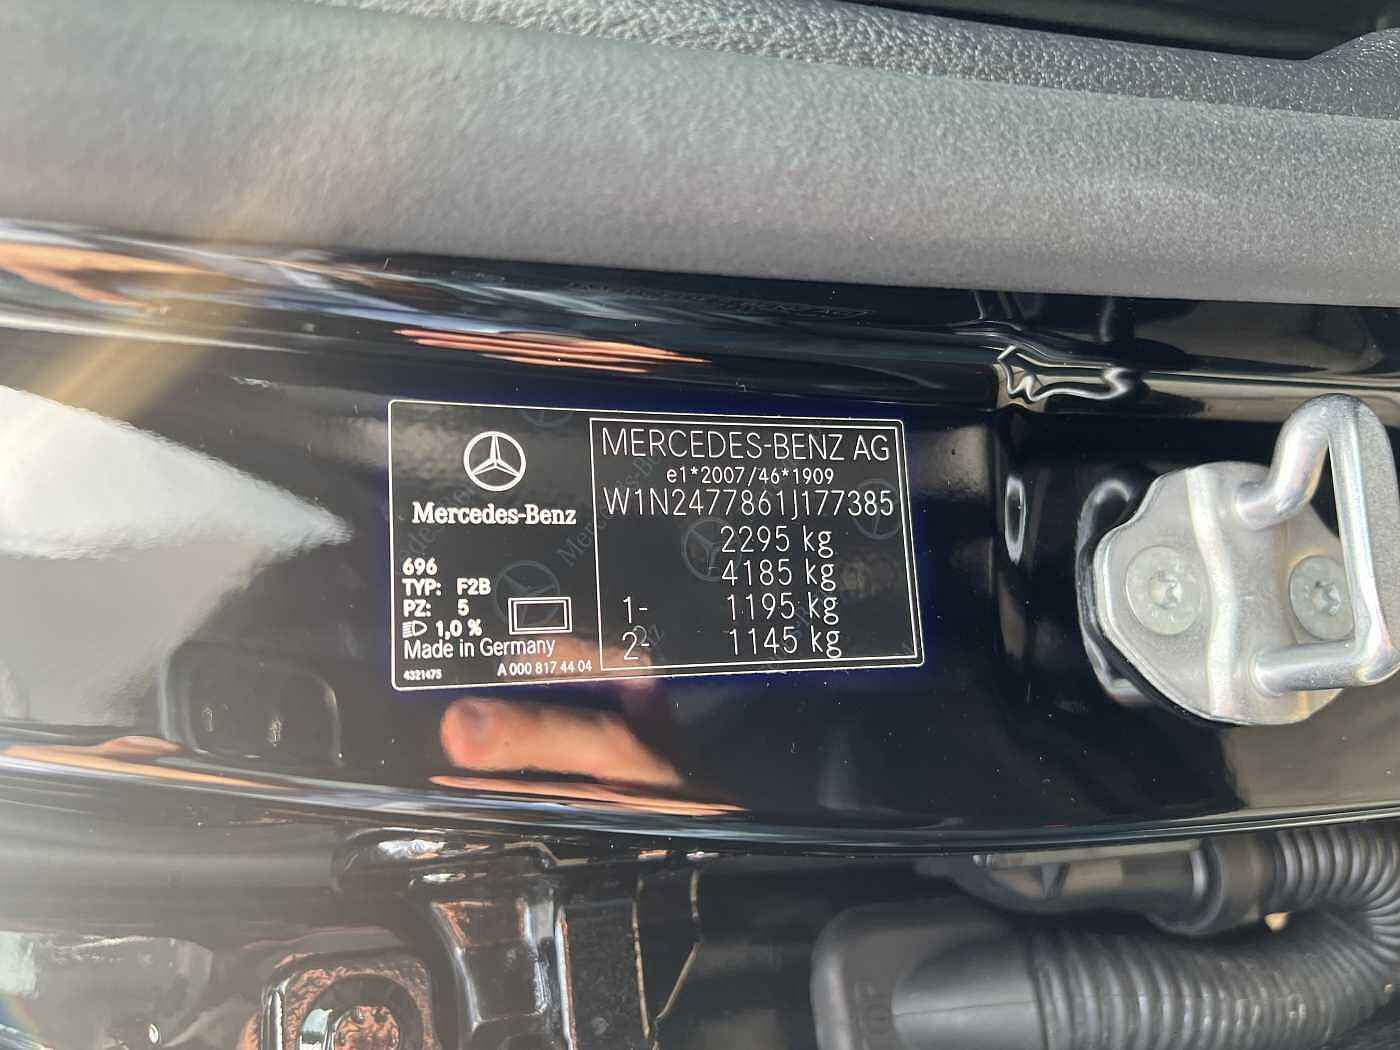 Mercedes-Benz
696
TYP: F2B
PZ: 5
1,0 %
Made in Germany
4321475
A 000 817 44 04
MERCEDES-BENZ AG
e1*2007/46*1909
W1N2477861J177385
2295 kg
4185 kg
1- 1195 kg
2- 1145 kg